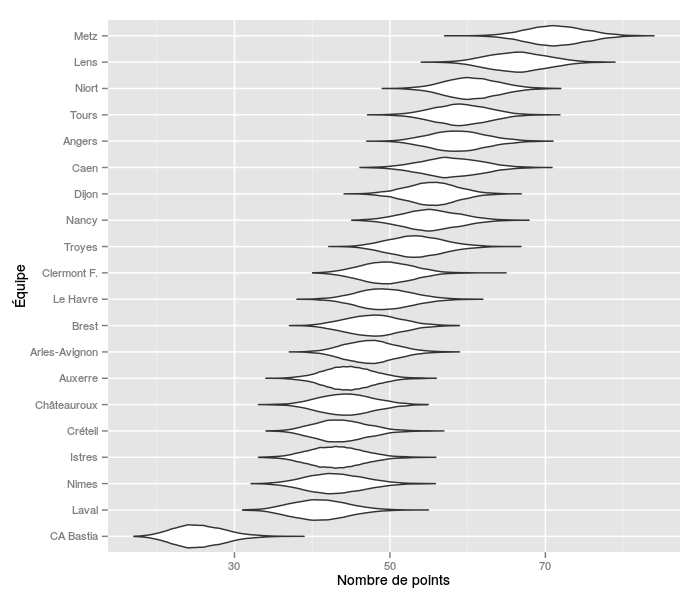 Metz
Lens
Niort
Tours
Angers
Caen
Dijon
Nancy
Troyes
Clermont F.
Le Havre
Brest
Arles-Avignon
Auxerre
Châteauroux
Créteil
Istres
Nimes
Laval
CA Bastia
Équipe
30 50 70
Nombre de points